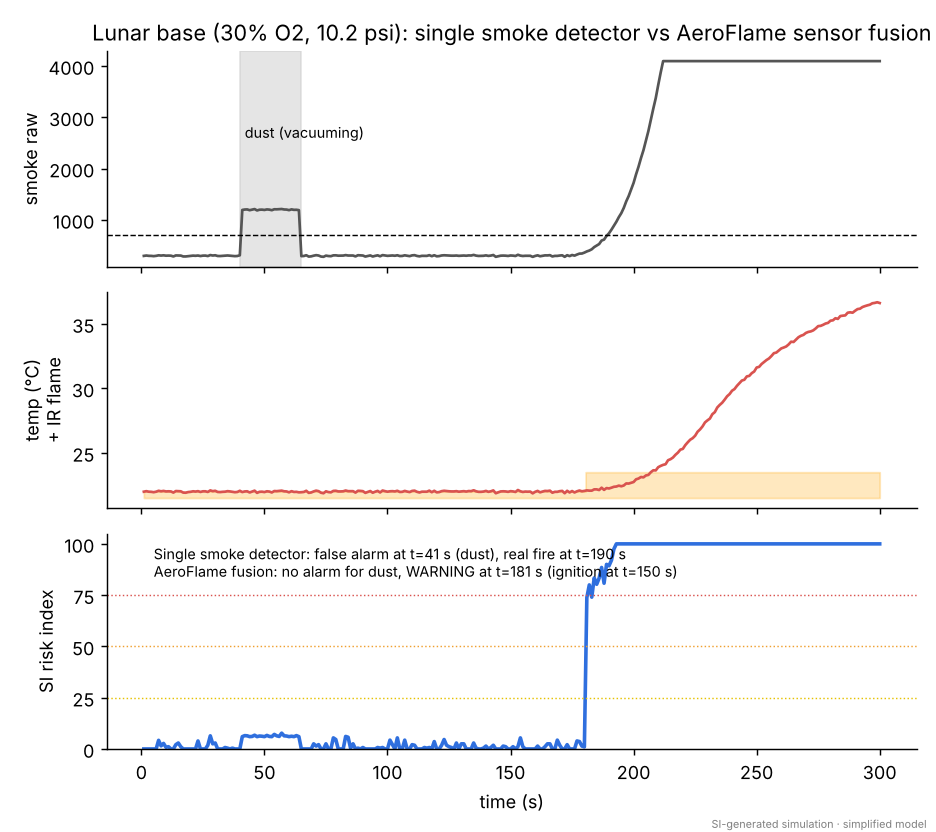 Lunar base (30% O2, 10.2 psi): single smoke detector vs AeroFlame sensor fusion
4000
3000
2000
1000
smoke raw
dust (vacuuming)
35
30
25
temp (°C)
+ IR flame
100
75
50
25
0
SI risk index
Single smoke detector: false alarm at t=41 s (dust), real fire at t=190 s
AeroFlame fusion: no alarm for dust, WARNING at t=181 s (ignition at t=150 s)
0 50 100 150 200 250 300
time (s)
SI-generated simulation · simplified model